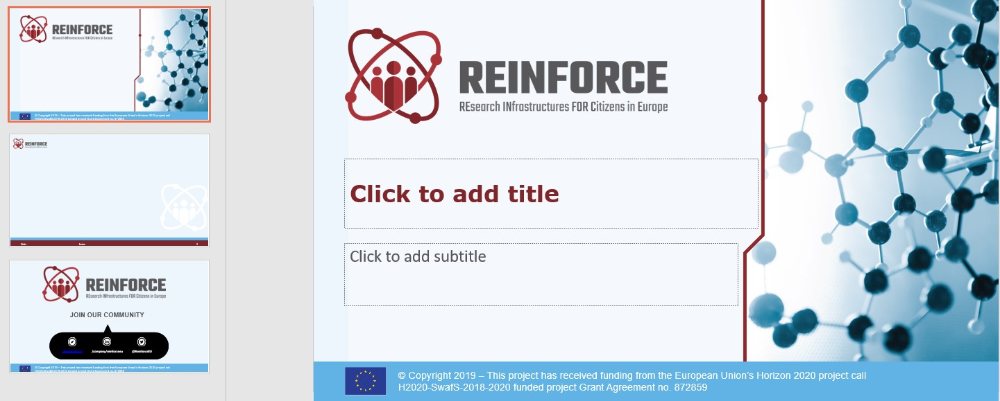 REINFORCE
REsearch INfrastructures FOR Citizens in Europe
© Copyright 2019 – This project has received funding from the European Union's Horizon 2020 project call
H2020-SwafS-2018-2020 funded project Grant Agreement no. 872859
REINFORCE
REINFORCE
REsearch INfrastructures FOR Citizens in Europe
JOIN OUR COMMUNITY
/company/reinforceeu
@ReinforceEU
© Copyright 2019 – This project has received funding from the European Union's Horizon 2020 project call
H2020-SwafS-2018-2020 funded project Grant Agreement no. 872859
REINFORCE
REsearch INfrastructures FOR Citizens in Europe
Click to add title
Click to add subtitle
© Copyright 2019 – This project has received funding from the European Union's Horizon 2020 project call
H2020-SwafS-2018-2020 funded project Grant Agreement no. 872859